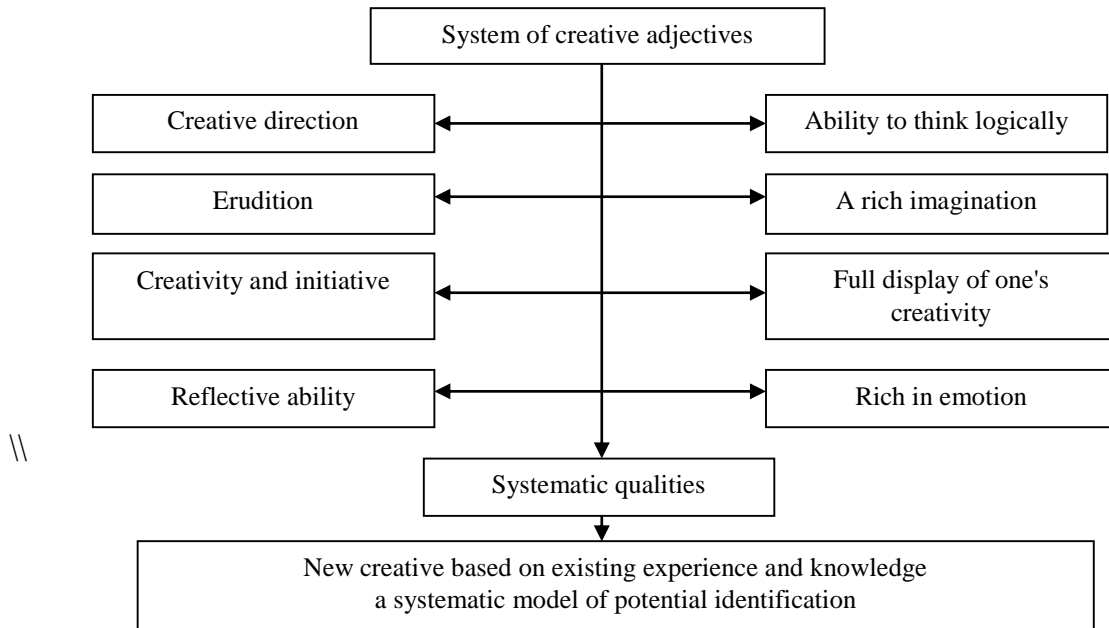 System of creative adjectives
Creative direction
Ability to think logically
Erudition
A rich imagination
Creativity and initiative
Full display of one's
creativity
Reflective ability
Rich in emotion
\\
Systematic qualities
New creative based on existing experience and knowledge
a systematic model of potential identification